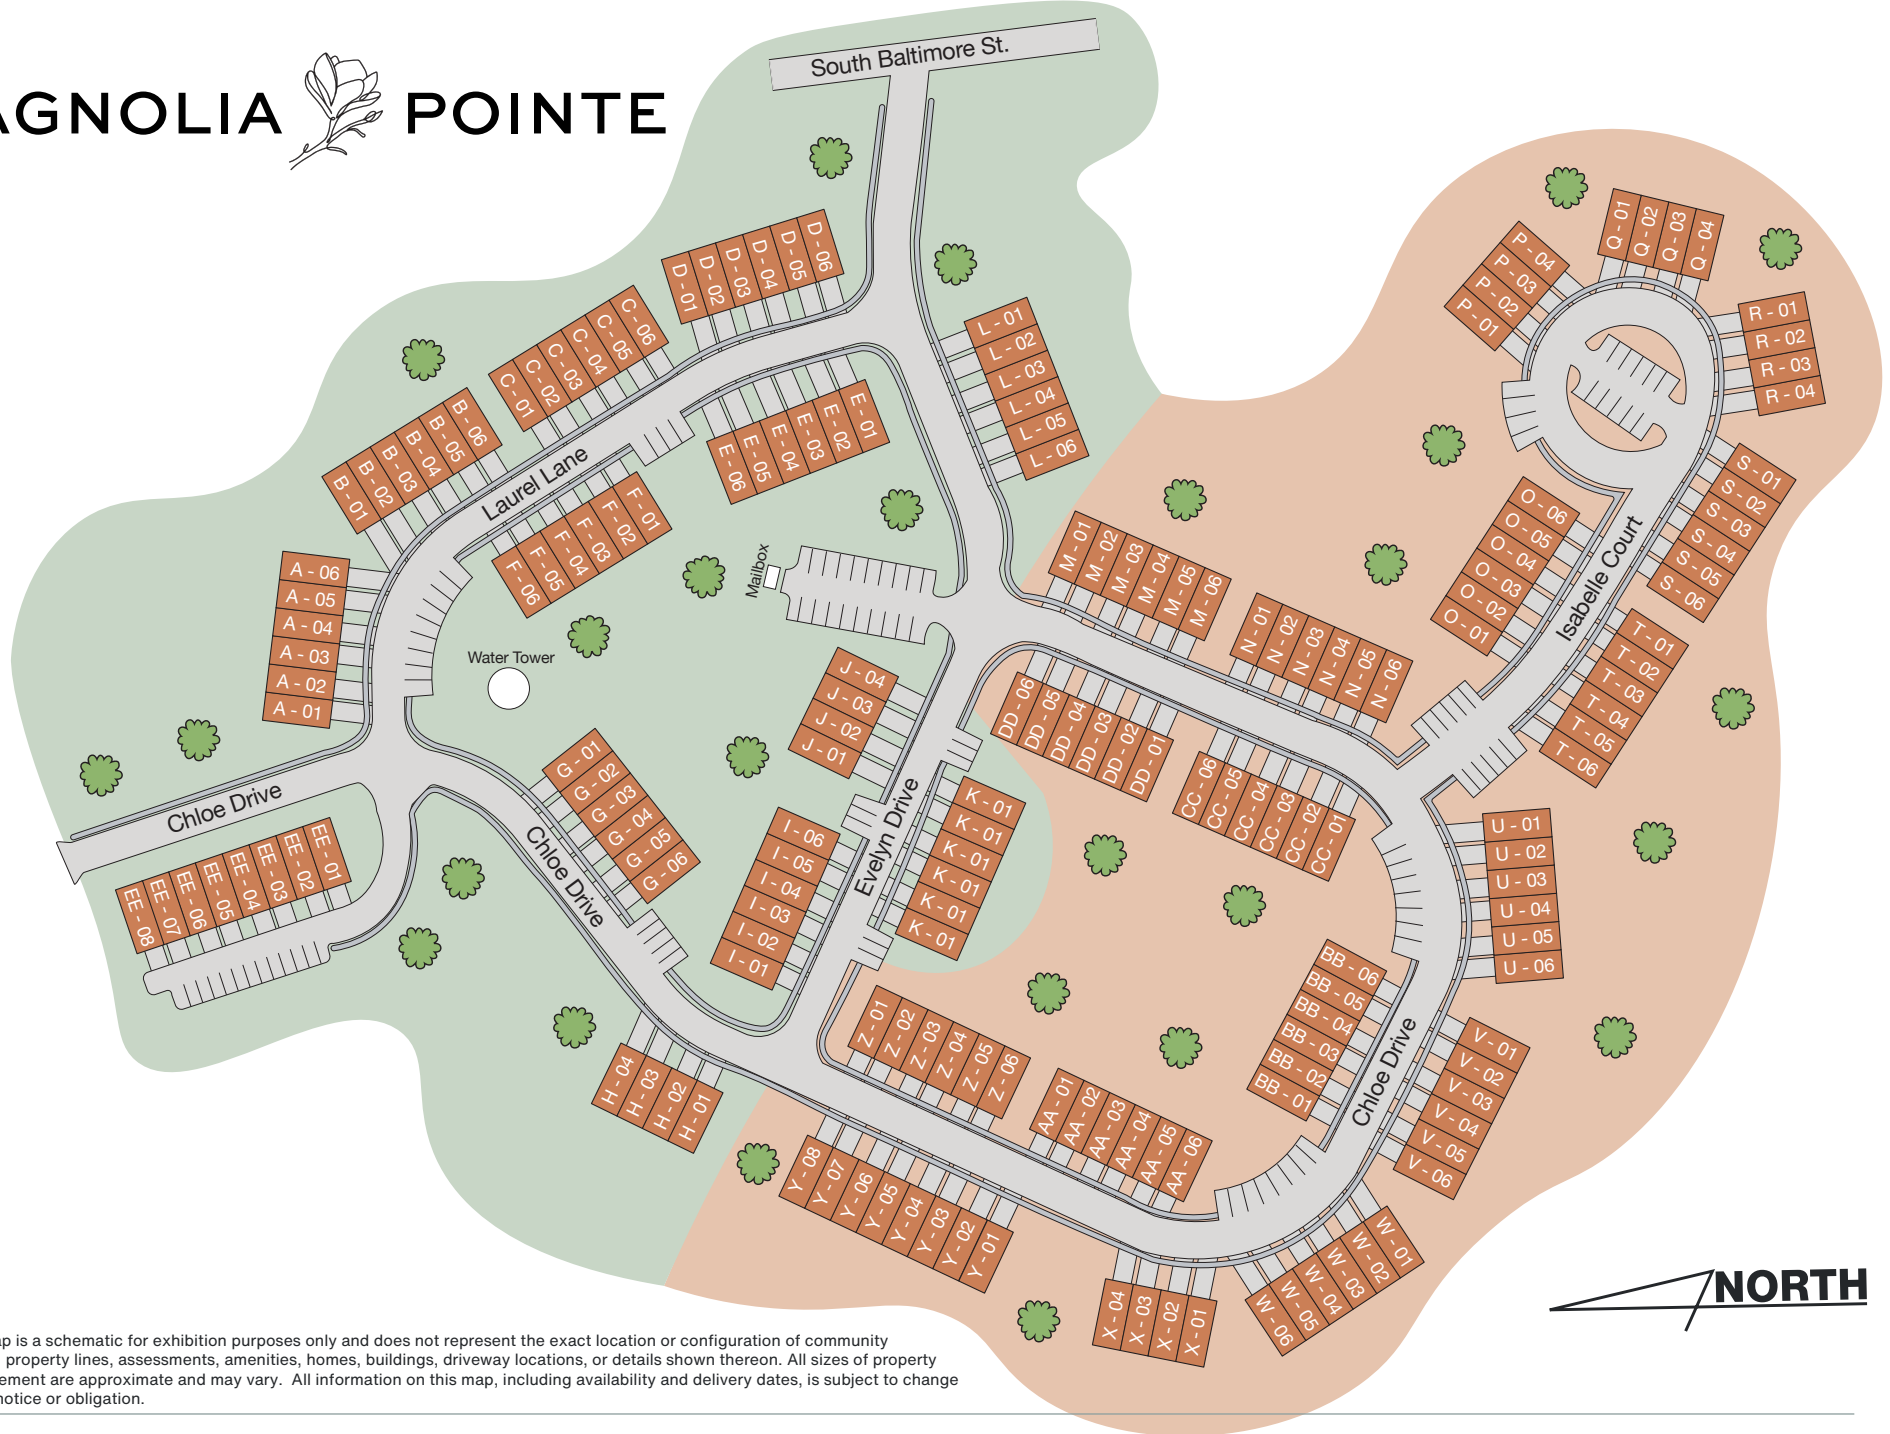 AGNOLIA POINTE
South Baltimore St.
D - 01
D - 02
D - 03
D - 04
D - 05
D - 06
C - 01
C - 02
C - 03
C - 04
C - 05
C - 06
B - 01
B - 02
B - 03
B - 04
B - 05
B - 06
A - 06
A - 05
A - 04
A - 03
A - 02
A - 01
Laurel Lane
E - 06
E - 05
E - 04
E - 03
E - 02
E - 01
F - 06
F - 05
F - 04
F - 03
F - 02
F - 01
L - 01
L - 02
L - 03
L - 04
L - 05
L - 06
Mailbox
Water Tower
P - 04
P - 03
P - 02
P - 01
Q - 01
Q - 02
Q - 03
Q - 04
R - 01
R - 02
R - 03
R - 04
S - 01
S - 02
S - 03
S - 04
S - 05
S - 06
O - 06
O - 05
O - 04
O - 03
O - 02
O - 01
Isabelle Court
T - 01
T - 02
T - 03
T - 04
T - 05
T - 06
M - 01
M - 02
M - 03
M - 04
M - 05
M - 06
N - 01
N - 02
N - 03
N - 04
N - 05
N - 06
DD - 06
DD - 05
DD - 04
DD - 03
DD - 02
DD - 01
CC - 06
CC - 05
CC - 04
CC - 03
CC - 02
CC - 01
J - 04
J - 03
J - 02
J - 01
G - 01
G - 02
G - 03
G - 04
G - 05
G - 06
I - 06
I - 05
I - 04
I - 03
I - 02
I - 01
Evelyn Drive
K - 01
K - 01
K - 01
K - 01
K - 01
K - 01
Chloe Drive
Chloe Drive
EE - 08
EE - 07
EE - 06
EE - 05
EE - 04
EE - 03
EE - 02
EE - 01
U - 01
U - 02
U - 03
U - 04
U - 05
U - 06
BB - 06
BB - 05
BB - 04
BB - 03
BB - 02
BB - 01
Chloe Drive
V - 01
V - 02
V - 03
V - 04
V - 05
V - 06
H - 04
H - 03
H - 02
H - 01
Z - 01
Z - 02
Z - 03
Z - 04
Z - 05
Z - 06
AA - 01
AA - 02
AA - 03
AA - 04
AA - 05
AA - 06
Y - 08
Y - 07
Y - 06
Y - 05
Y - 04
Y - 03
Y - 02
Y - 01
X - 04
X - 03
X - 02
X - 01
W - 06
W - 05
W - 04
W - 03
W - 02
W - 01
NORTH
ap is a schematic for exhibition purposes only and does not represent the exact location or configuration of community
property lines, assessments, amenities, homes, buildings, driveway locations, or details shown thereon. All sizes of property
ement are approximate and may vary. All information on this map, including availability and delivery dates, is subject to change
notice or obligation.